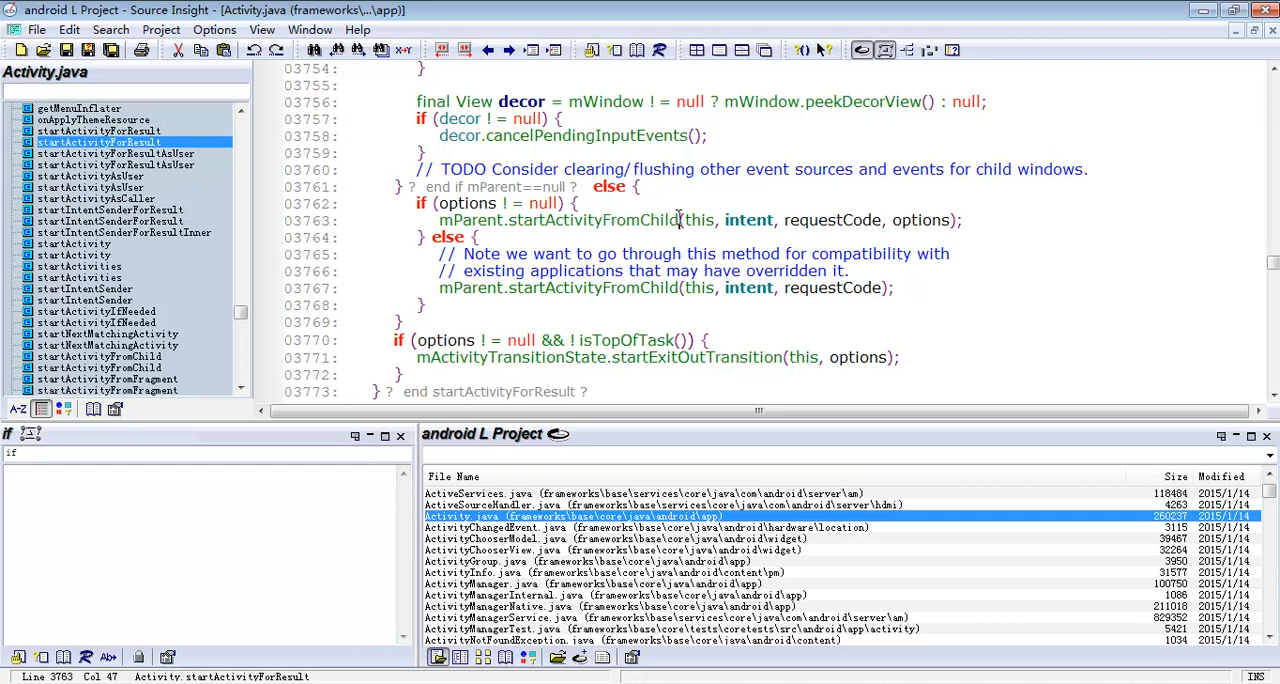 android L Project - Source Insight - [Activity.java (frameworks\...\app)]
File Edit Search Project Options View Window Help
Activity.java
getMenuInflater
onApplyThemeResource
startActivityForResult
startActivityForResult
startActivityForResultAsUser
startActivityForResultAsUser
startActivityAsUser
startActivityAsUser
startActivityAsCaller
startIntentSenderForResult
startIntentSenderForResult
startIntentSenderForResultInner
startActivity
startActivity
startActivities
startActivities
startIntentSender
startIntentSender
startActivityIfNeeded
startActivityIfNeeded
startNextMatchingActivity
startNextMatchingActivity
startActivityFromChild
startActivityFromChild
startActivityFromFragment
startActivityFromFragment
A-Z
03754: }
03755:
03756: final View decor = mWindow != null ? mWindow.peekDecorView() : null;
03757: if (decor != null) {
03758: decor.cancelPendingInputEvents();
03759: }
03760: // TODO Consider clearing/flushing other event sources and events for child windows.
03761: } ? end if mParent==null ? else {
03762: if (options != null) {
03763: mParent.startActivityFromChild(this, intent, requestCode, options);
03764: } else {
03765: // Note we want to go through this method for compatibility with
03766: // existing applications that may have overridden it.
03767: mParent.startActivityFromChild(this, intent, requestCode);
03768: }
03769: }
03770: if (options != null && !isTopOfTask()) {
03771: mActivityTransitionState.startExitOutTransition(this, options);
03772: }
03773: } ? end startActivityForResult ?
if
if
android L Project
File Name Size Modified
ActiveServices.java (frameworks\base\services\core\java\com\android\server\am) 118484 2015/1/14
ActiveSourceHandler.java (frameworks\base\services\core\java\com\android\server\hdmi) 4263 2015/1/14
Activity.java (frameworks\base\core\java\android\app) 260237 2015/1/14
ActivityChangedEvent.java (frameworks\base\core\java\android\hardware\location) 3115 2015/1/14
ActivityChooserModel.java (frameworks\base\core\java\android\widget) 39467 2015/1/14
ActivityChooserView.java (frameworks\base\core\java\android\widget) 32264 2015/1/14
ActivityGroup.java (frameworks\base\core\java\android\app) 3950 2015/1/14
ActivityInfo.java (frameworks\base\core\java\android\content\pm) 31577 2015/1/14
ActivityManager.java (frameworks\base\core\java\android\app) 100750 2015/1/14
ActivityManagerInternal.java (frameworks\base\core\java\android\app) 1086 2015/1/14
ActivityManagerNative.java (frameworks\base\core\java\android\app) 211018 2015/1/14
ActivityManagerService.java (frameworks\base\services\core\java\com\android\server\am) 829352 2015/1/14
ActivityManagerTest.java (frameworks\base\core\tests\coretests\src\android\app\activity) 5421 2015/1/14
ActivityNotFoundException.java (frameworks\base\core\java\android\content) 1034 2015/1/14
Line 3763 Col 47 Activity.startActivityForResult INS